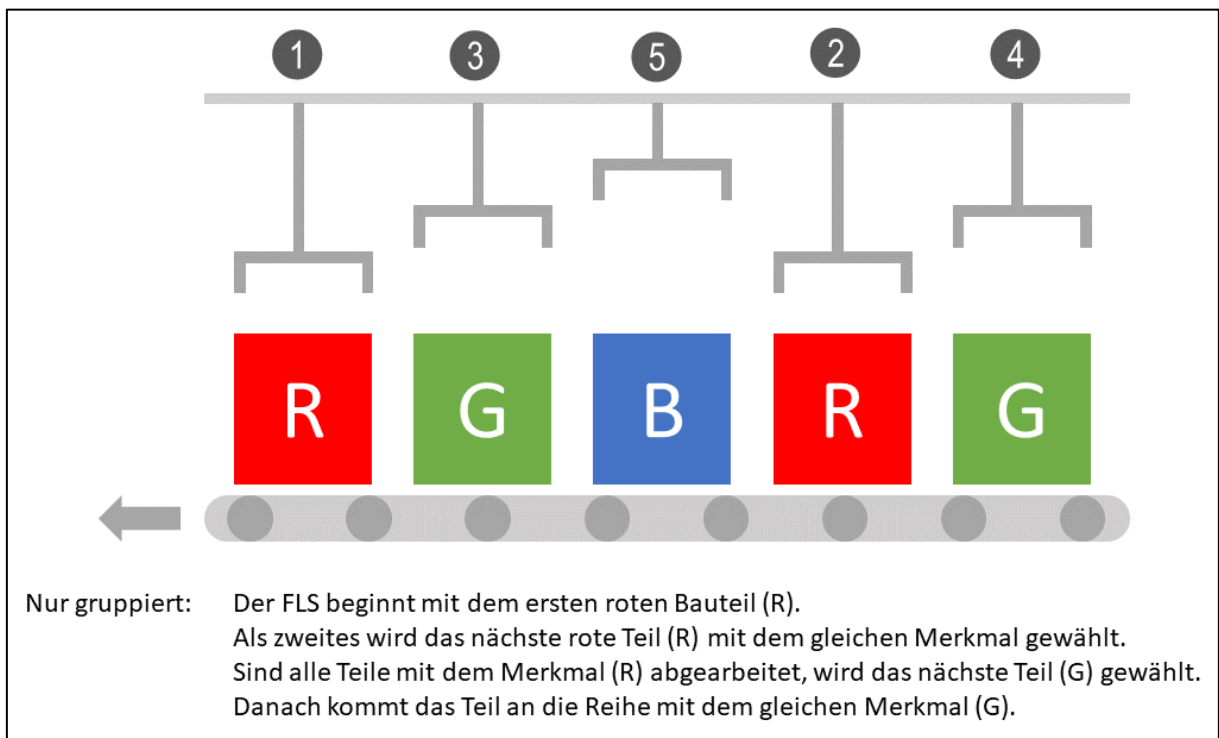 1 3 5 2 4
R G B R G
Nur gruppiert: Der FLS beginnt mit dem ersten roten Bauteil (R).
Als zweites wird das nächste rote Teil (R) mit dem gleichen Merkmal gewählt.
Sind alle Teile mit dem Merkmal (R) abgearbeitet, wird das nächste Teil (G) gewählt.
Danach kommt das Teil an die Reihe mit dem gleichen Merkmal (G).